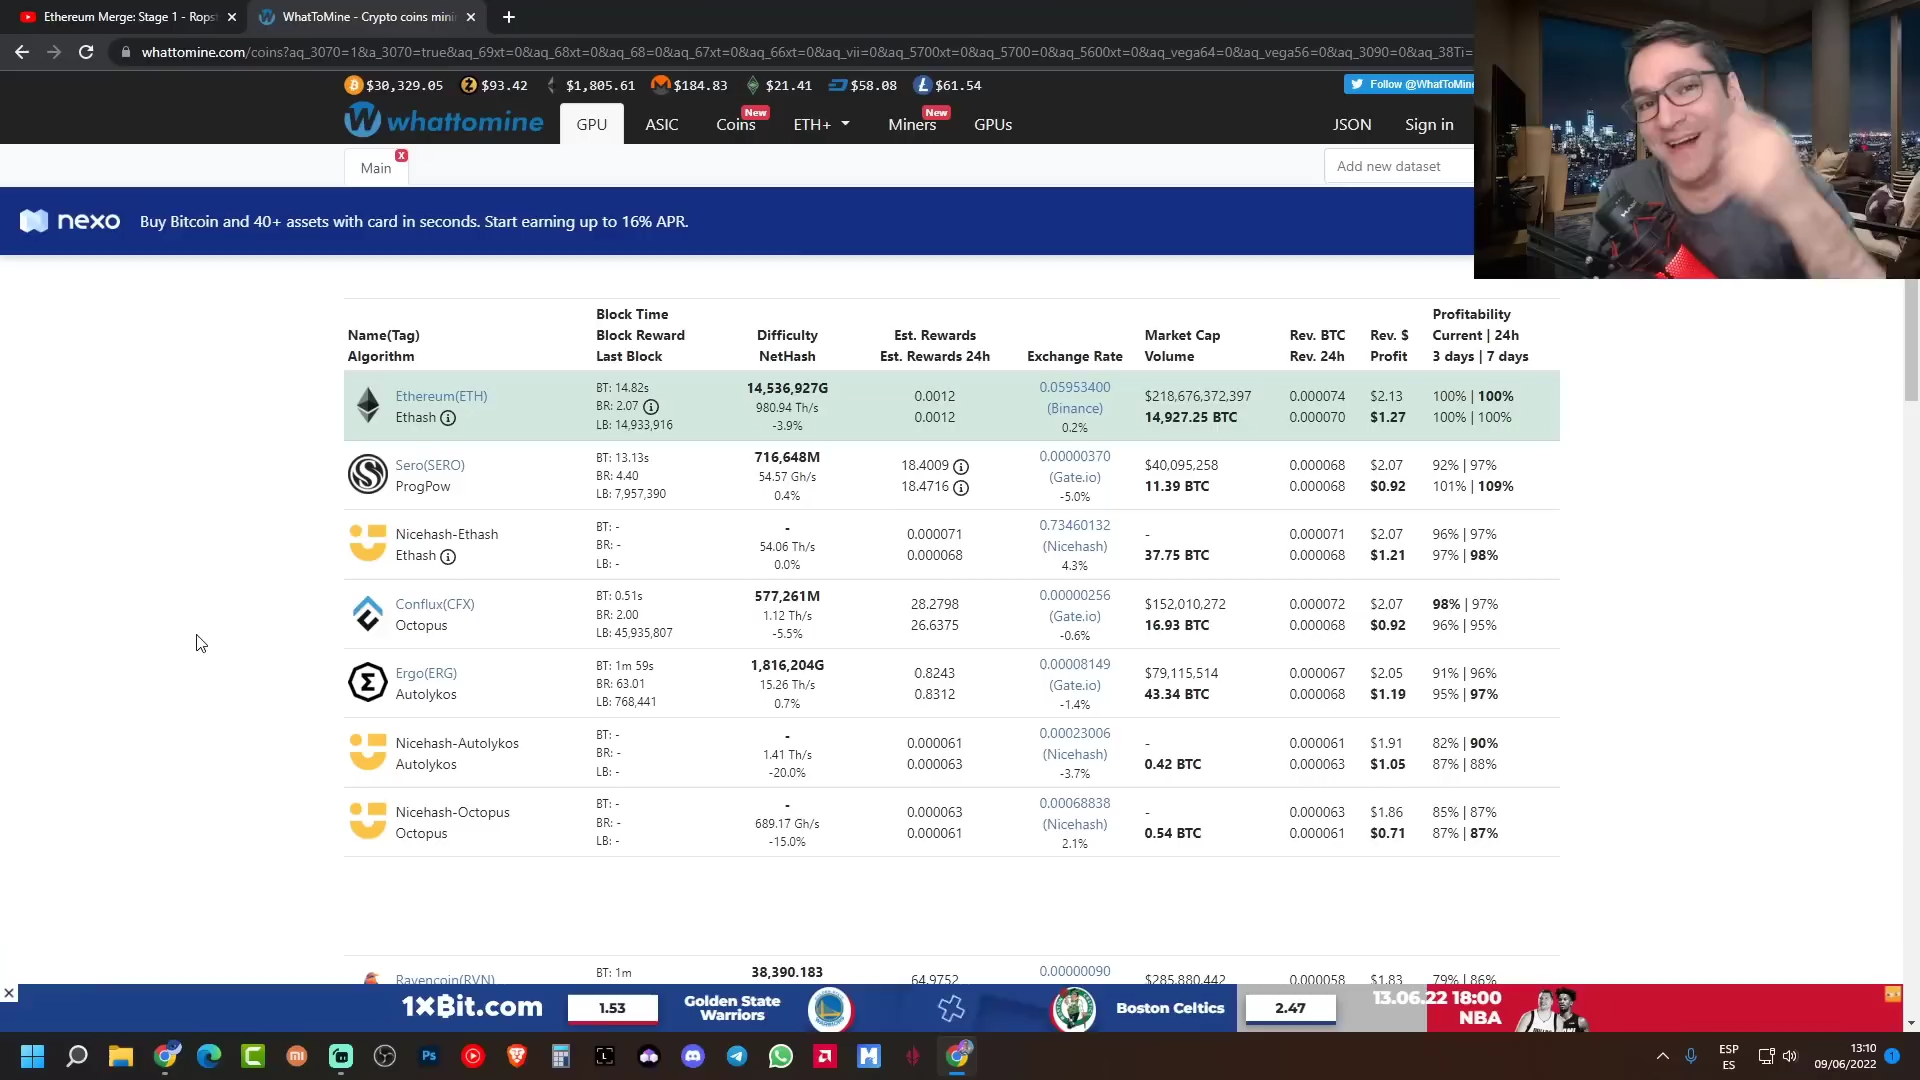 Ethereum Merge: Stage 1 - Rops
WhatToMine - Crypto coins mini
whattomine.com/coins?aq_3070=1&a_3070=true&aq_69xt=0&aq_68xt=0&aq_68=0&aq_67xt=0&aq_66xt=0&aq_vii=0&aq_5700xt=0&aq_5700=0&aq_5600xt=0&aq_vega64=0&aq_vega56=0&aq_3090=0&aq_38Ti=
$30,329.05 $93.42 $1,805.61 $184.83 $21.41 $58.08 $61.54
Follow @WhatToMine
whattomine
GPU ASIC Coins New ETH+ Miners New GPUs JSON Sign in
Main x
Add new dataset
nexo Buy Bitcoin and 40+ assets with card in seconds. Start earning up to 16% APR.
Block Time Profitability
Name(Tag) Block Reward Difficulty Est. Rewards Market Cap Rev. BTC Rev. $ Current | 24h
Algorithm Last Block NetHash Est. Rewards 24h Exchange Rate Volume Rev. 24h Profit 3 days | 7 days
BT: 14.82s 14,536,927G 0.05953400
Ethereum(ETH) BR: 2.07 980.94 Th/s 0.0012 (Binance) $218,676,372,397 0.000074 $2.13 100% | 100%
Ethash LB: 14,933,916 -3.9% 0.0012 0.2% 14,927.25 BTC 0.000070 $1.27 100% | 100%
BT: 13.13s 716,648M 0.00000370
Sero(SERO) BR: 4.40 54.57 Gh/s 18.4009 (Gate.io) $40,095,258 0.000068 $2.07 92% | 97%
ProgPow LB: 7,957,390 0.4% 18.4716 -5.0% 11.39 BTC 0.000068 $0.92 101% | 109%
BT: - - 0.73460132
Nicehash-Ethash BR: - 54.06 Th/s 0.000071 (Nicehash) - 0.000071 $2.07 96% | 97%
Ethash LB: - 0.0% 0.000068 4.3% 37.75 BTC 0.000068 $1.21 97% | 98%
BT: 0.51s 577,261M 0.00000256
Conflux(CFX) BR: 2.00 1.12 Th/s 28.2798 (Gate.io) $152,010,272 0.000072 $2.07 98% | 97%
Octopus LB: 45,935,807 -5.5% 26.6375 -0.6% 16.93 BTC 0.000068 $0.92 96% | 95%
BT: 1m 59s 1,816,204G 0.00008149
Ergo(ERG) BR: 63.01 15.26 Th/s 0.8243 (Gate.io) $79,115,514 0.000067 $2.05 91% | 96%
Autolykos LB: 768,441 0.7% 0.8312 -1.4% 43.34 BTC 0.000068 $1.19 95% | 97%
BT: - - 0.00023006
Nicehash-Autolykos BR: - 1.41 Th/s 0.000061 (Nicehash) - 0.000061 $1.91 82% | 90%
Autolykos LB: - -20.0% 0.000063 -3.7% 0.42 BTC 0.000063 $1.05 87% | 88%
BT: - - 0.00068838
Nicehash-Octopus BR: - 689.17 Gh/s 0.000063 (Nicehash) - 0.000063 $1.86 85% | 87%
Octopus LB: - -15.0% 0.000061 2.1% 0.54 BTC 0.000061 $0.71 87% | 87%
BT: 1m 38,390.183 0.00000090
Ravencoin(RVN) 64.9752 $285,880,442 0.000058 $1.83 79% | 86%
1XBit.com 1.53 Golden State Warriors Boston Celtics 2.47 13.06.22 18:00
NBA
ESP 13:10
ES 09/06/2022